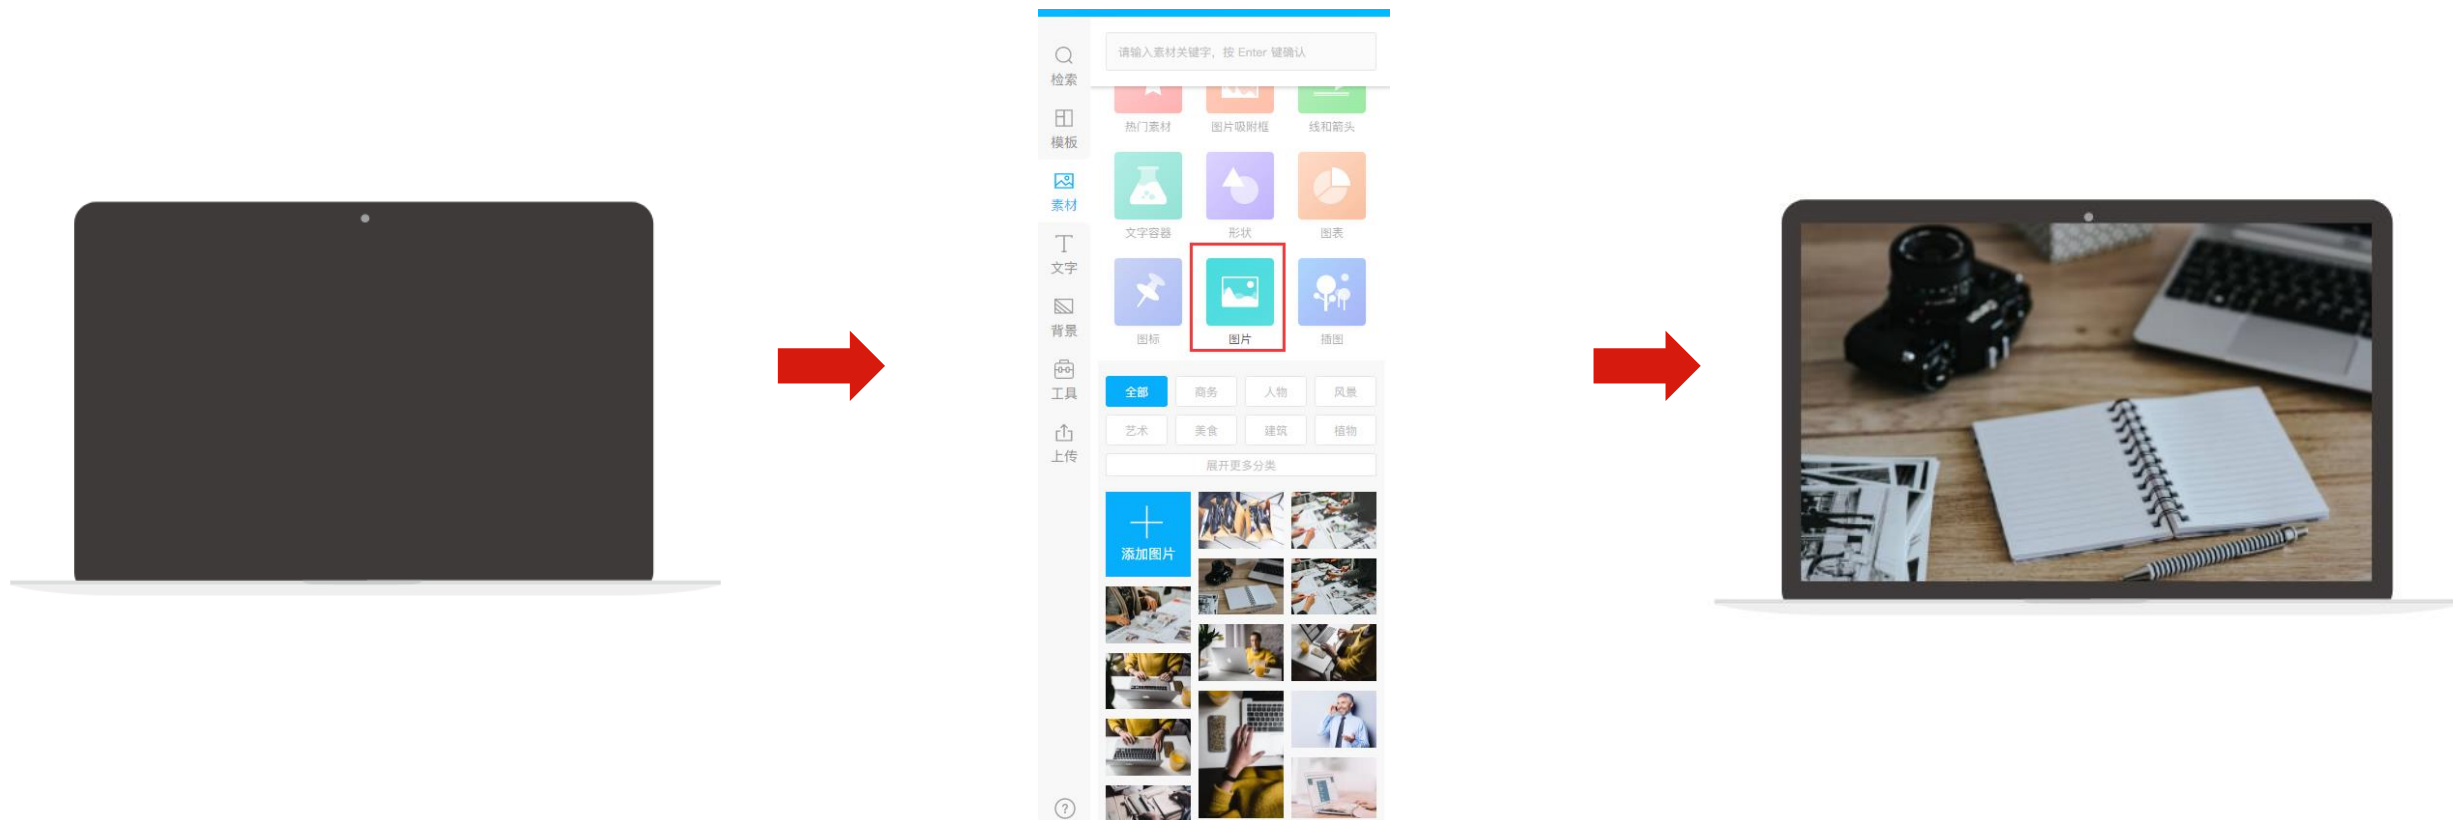 请输入素材关键字，按 Enter 键确认
检索
模板
素材
文字
背景
工具
上传
热门素材 图片吸附框 线和箭头
文字容器 形状 图表
图标 图片 插图
全部 商务 人物 风景
艺术 美食 建筑 植物
展开更多分类
添加图片
?